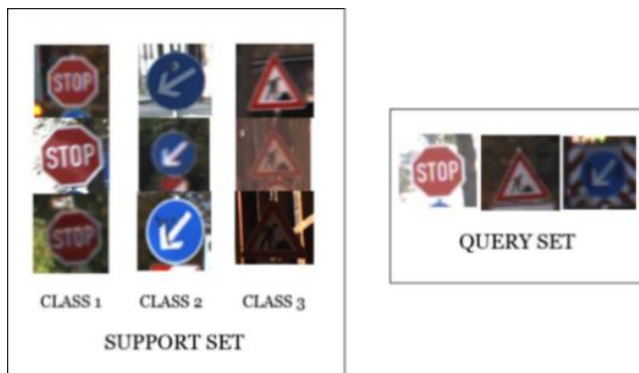 STOP
STOP
STOP
CLASS 1
CLASS 2
CLASS 3
SUPPORT SET
STOP
QUERY SET